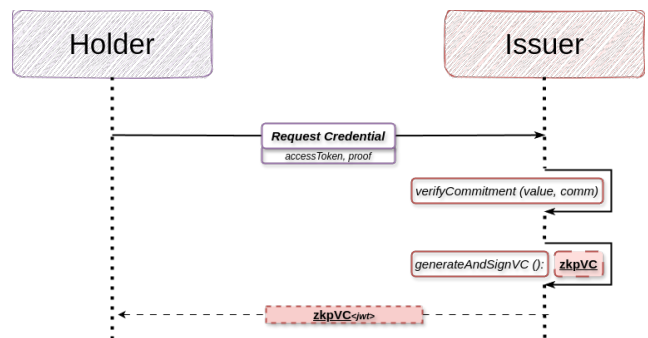 Holder
Issuer
Request Credential
accessToken, proof
verifyCommitment (value, comm)
generateAndSignVC (): zkpVC
zkpVC<jwt>